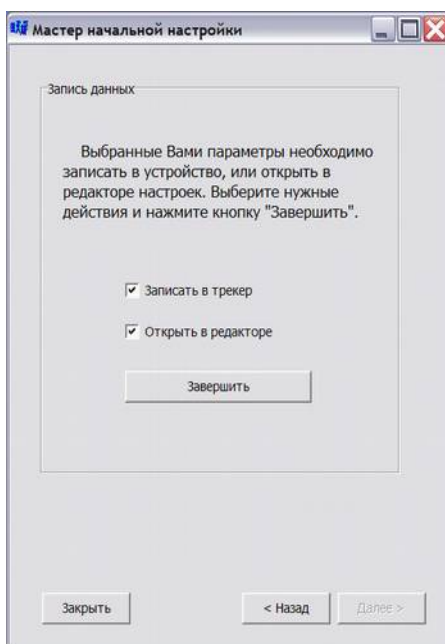 Мастер начальной настройки
Запись данных
Выбранные Вами параметры необходимо
записать в устройство, или открыть в
редакторе настроек. Выберите нужные
действия и нажмите кнопку "Завершить".
Записать в трекер
Открыть в редакторе
Завершить
Закрыть
< Назад
Далее >